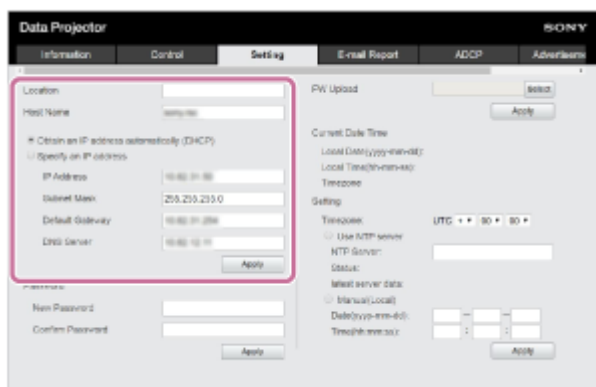 Data Projector
SONY
Information Control Setting E-mail Report ADCP
Location
Host Name
Obtain an IP address automatically (DHCP)
Specify an IP address
IP Address
Subnet Mask 255.255.255.0
Default Gateway
DNS Server
Apply
Password
New Password
Confirm Password
Apply
FW Upload Select
Apply
Current Date Time
Local Date(yyyy-mm-dd):
Local Time(hh:mm:ss):
Timezone
Setting
Timezone: UTC + 00 00
Use NTP server
NTP Server:
Status:
latest server data:
Manual(Local)
Date(yyyy-mm-dd): – –
Time(hh:mm:ss): : :
Apply